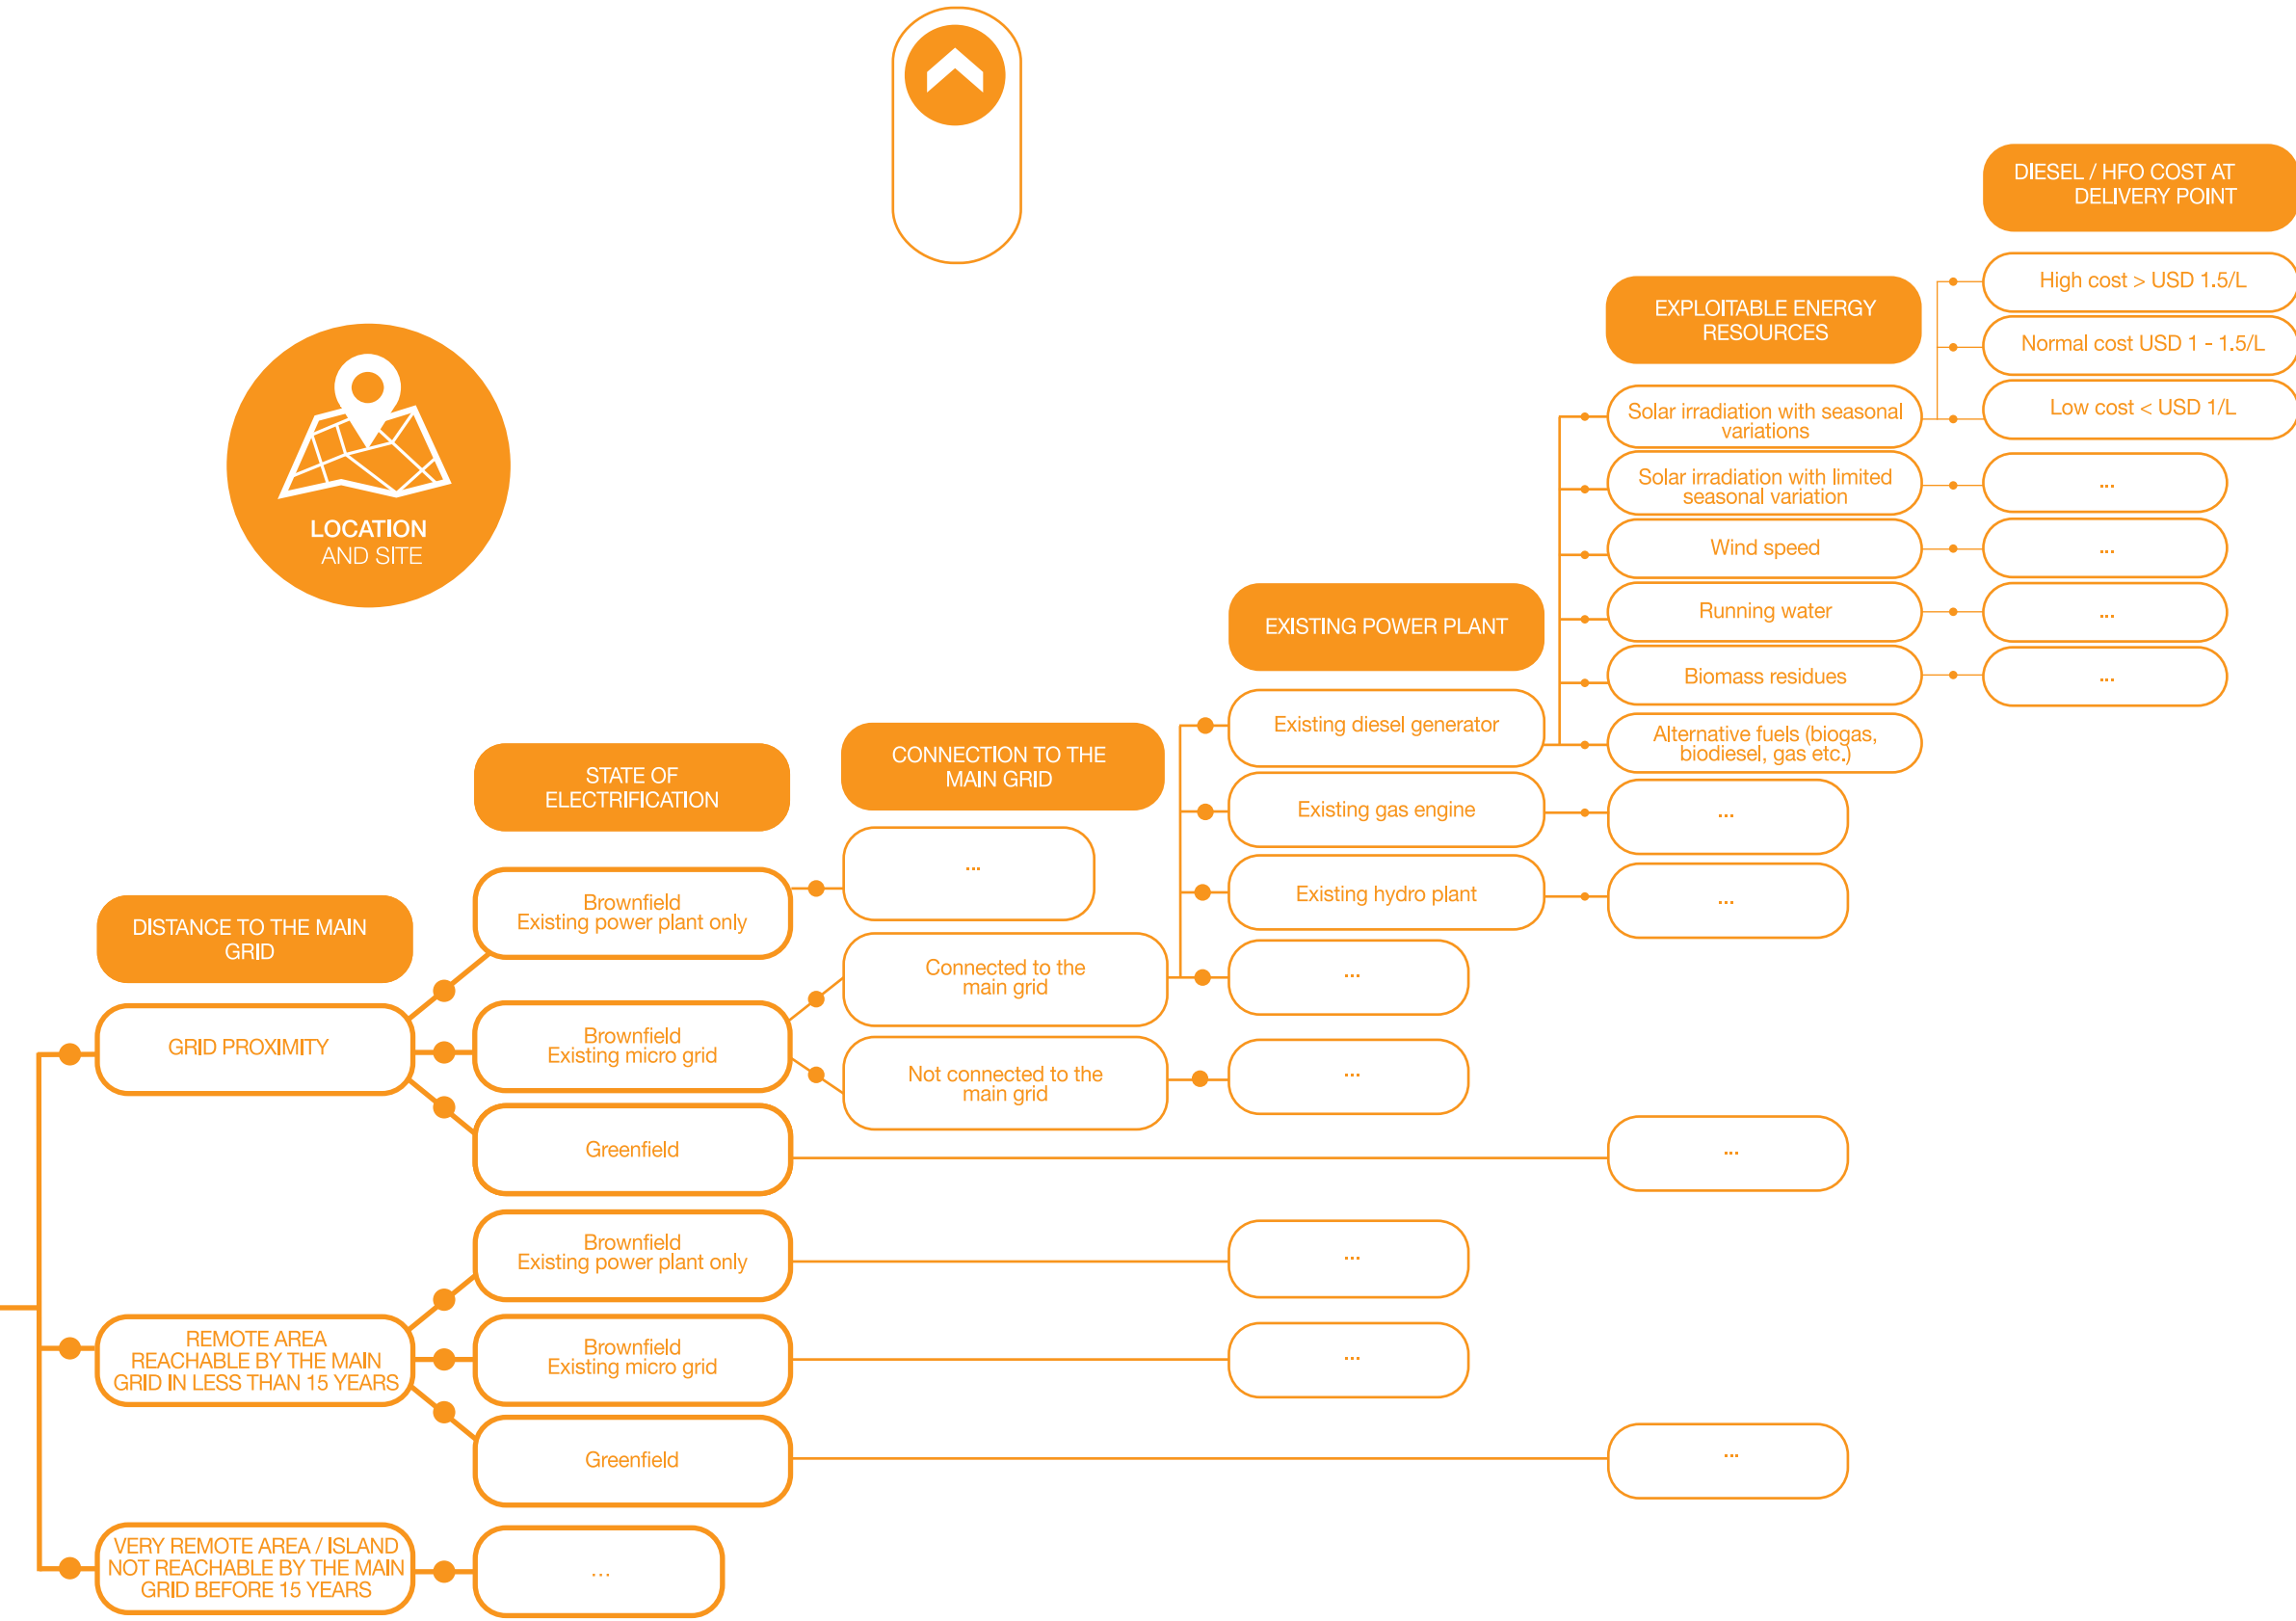 LOCATION
AND SITE
DISTANCE TO THE MAIN
GRID
GRID PROXIMITY
REMOTE AREA
REACHABLE BY THE MAIN
GRID IN LESS THAN 15 YEARS
VERY REMOTE AREA / ISLAND
NOT REACHABLE BY THE MAIN
GRID BEFORE 15 YEARS
STATE OF
ELECTRIFICATION
Brownfield
Existing power plant only
Brownfield
Existing micro grid
Greenfield
Brownfield
Existing power plant only
Brownfield
Existing micro grid
Greenfield
...
CONNECTION TO THE
MAIN GRID
...
Connected to the
main grid
Not connected to the
main grid
EXISTING POWER PLANT
Existing diesel generator
Existing gas engine
Existing hydro plant
...
...
...
...
EXPLOITABLE ENERGY
RESOURCES
Solar irradiation with seasonal
variations
Solar irradiation with limited
seasonal variation
Wind speed
Running water
Biomass residues
Alternative fuels (biogas,
biodiesel, gas etc.)
...
...
...
...
DIESEL / HFO COST AT
DELIVERY POINT
High cost > USD 1.5/L
Normal cost USD 1 - 1.5/L
Low cost < USD 1/L
...
...
...
...